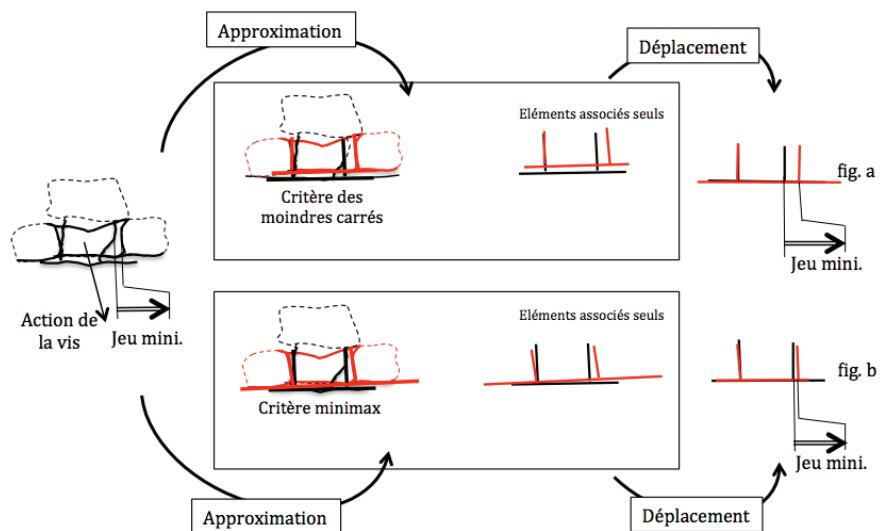 Approximation
Déplacement
Eléments associés seuls
fig. a
Critère des
moindres carrés
Jeu mini.
Action de
la vis
Jeu mini.
Eléments associés seuls
fig. b
Critère minimax
Jeu mini.
Approximation
Déplacement